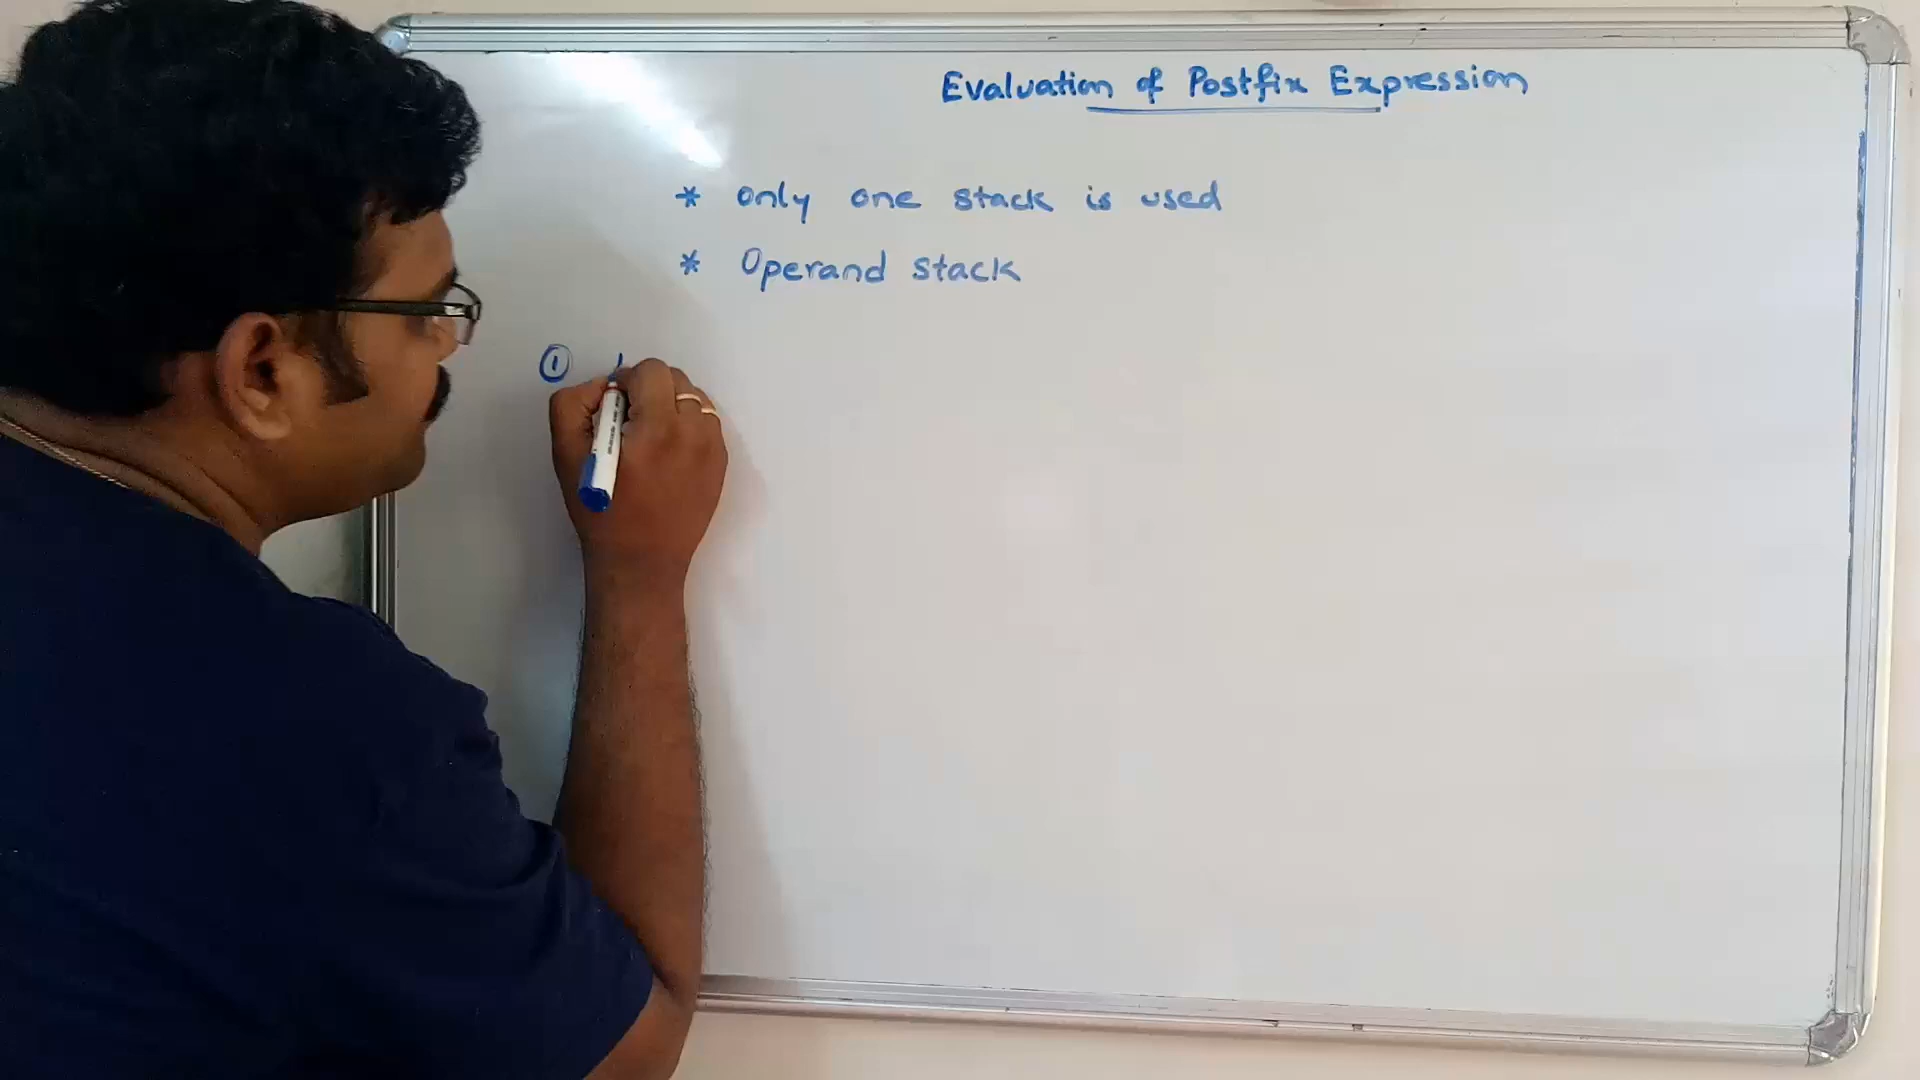 Evaluation of Postfix Expression
* only one stack is used
* Operand stack
①